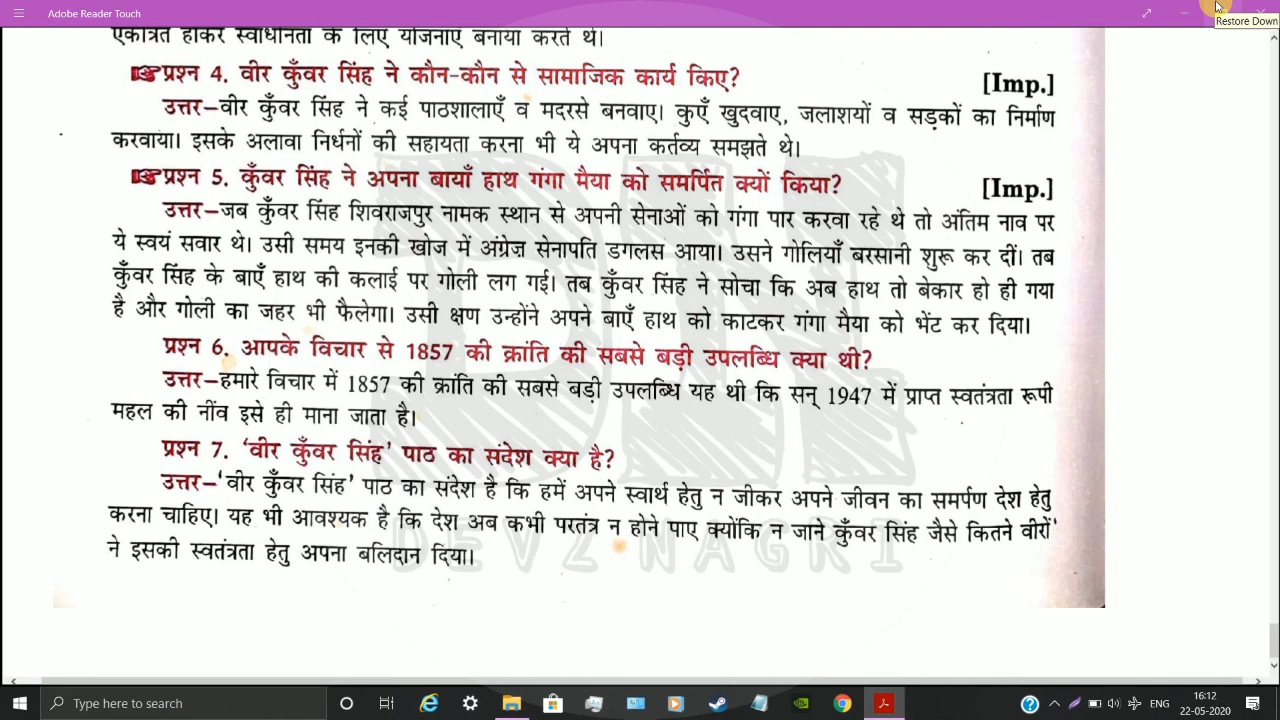 Adobe Reader Touch
Restore Down
एकत्रित होकर स्वाधीनता के लिए योजनाएँ बनाया करते थे।
प्रश्न 4. वीर कुँवर सिंह ने कौन-कौन से सामाजिक कार्य किए? [Imp.]
उत्तर–वीर कुँवर सिंह ने कई पाठशालाएँ व मदरसे बनवाए। कुएँ खुदवाए, जलाशयों व सड़कों का निर्माण
करवाया। इसके अलावा निर्धनों की सहायता करना भी ये अपना कर्तव्य समझते थे।
प्रश्न 5. कुँवर सिंह ने अपना बायाँ हाथ गंगा मैया को समर्पित क्यों किया? [Imp.]
उत्तर–जब कुँवर सिंह शिवराजपुर नामक स्थान से अपनी सेनाओं को गंगा पार करवा रहे थे तो अंतिम नाव पर
ये स्वयं सवार थे। उसी समय इनकी खोज में अंग्रेज़ सेनापति डगलस आया। उसने गोलियाँ बरसानी शुरू कर दीं। तब
कुँवर सिंह के बाएँ हाथ की कलाई पर गोली लग गई। तब कुँवर सिंह ने सोचा कि अब हाथ तो बेकार हो ही गया
है और गोली का जहर भी फैलेगा। उसी क्षण उन्होंने अपने बाएँ हाथ को काटकर गंगा मैया को भेंट कर दिया।
प्रश्न 6. आपके विचार से 1857 की क्रांति की सबसे बड़ी उपलब्धि क्या थी?
उत्तर–हमारे विचार में 1857 की क्रांति की सबसे बड़ी उपलब्धि यह थी कि सन् 1947 में प्राप्त स्वतंत्रता रूपी
महल की नींव इसे ही माना जाता है।
प्रश्न 7. ‘वीर कुँवर सिंह’ पाठ का संदेश क्या है?
उत्तर–‘वीर कुँवर सिंह’ पाठ का संदेश है कि हमें अपने स्वार्थ हेतु न जीकर अपने जीवन का समर्पण देश हेतु
करना चाहिए। यह भी आवश्यक है कि देश अब कभी परतंत्र न होने पाए क्योंकि न जाने कुँवर सिंह जैसे कितने वीरों
ने इसकी स्वतंत्रता हेतु अपना बलिदान दिया।
DEVZ NAGRI
Type here to search
ENG
16:12
22-05-2020